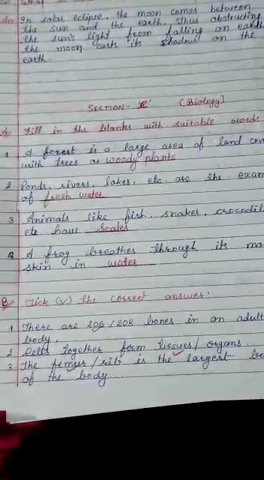 Ans In solar eclipse, the moon comes between
the sun and the earth. Thus obstructing
the sun's light from falling on earth
the moon casts its shadow on the
earth.
SECTION- (Biology)
Fill in the blanks with suitable words
1 A forest is a large area of land cov
with trees or woody plants
2 Ponds, rivers, lakes, etc. are the exam
of fresh water
3 Animals like fish, snakes, crocodil
etc have scales
A frog breathes through its mo
skin in water
B Tick (√) the correct answer:
1 There are 206/208 bones in an adult
body.
2 Cells together form tissues/organs.
3 The femur/rib is the largest bo
of the body